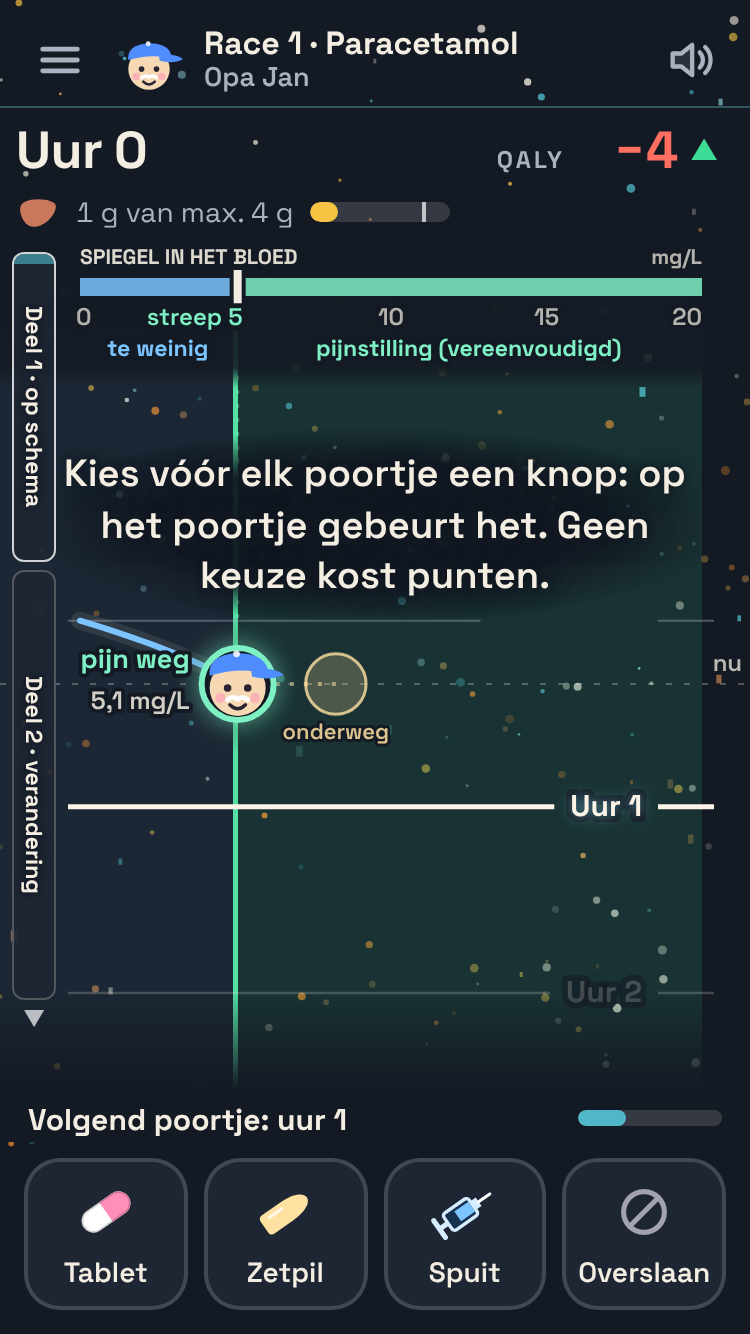 Race 1 · Paracetamol
Opa Jan
Uur 0
QALY
−4
1 g van max. 4 g
SPIEGEL IN HET BLOED
mg/L
0
streep 5
10
15
20
te weinig
pijnstilling (vereenvoudigd)
Deel 1 · op schema
Kies vóór elk poortje een knop: op
het poortje gebeurt het. Geen
keuze kost punten.
pijn weg
nu
5,1 mg/L
onderweg
Deel 2 · verandering
Uur 1
Uur 2
Volgend poortje: uur 1
Tablet
Zetpil
Spuit
Overslaan